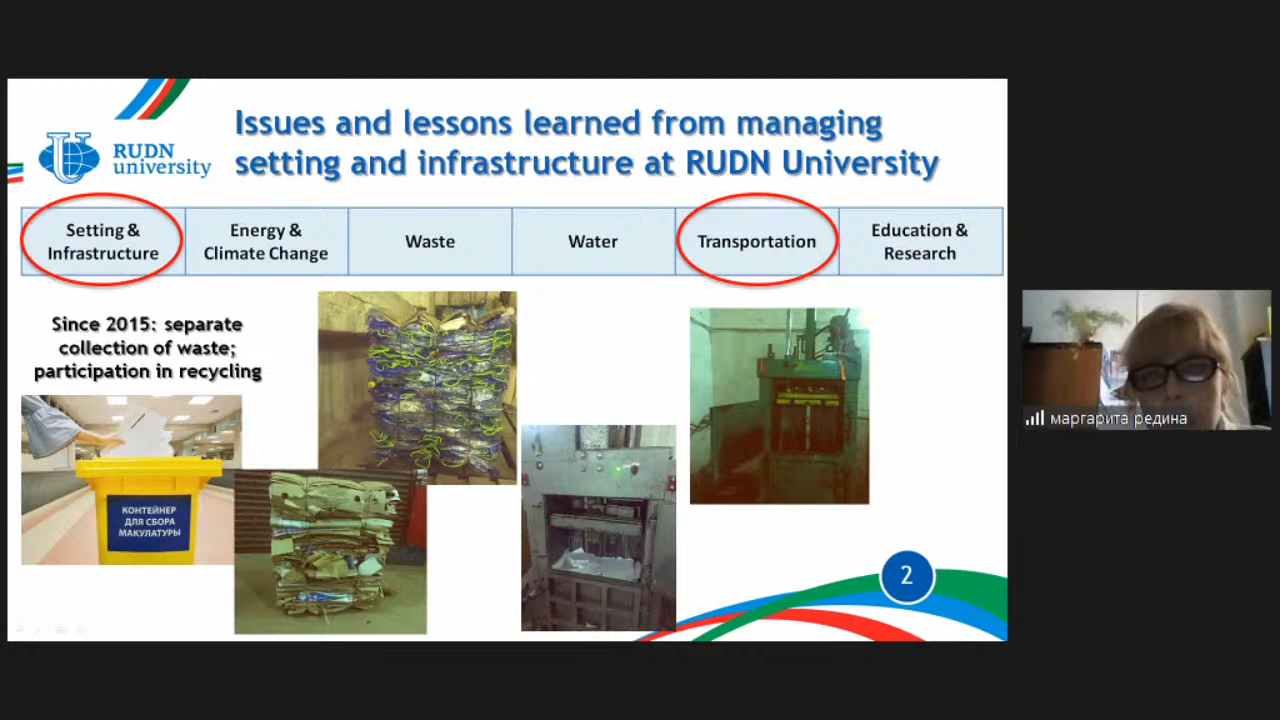 Issues and lessons learned from managing
setting and infrastructure at RUDN University
RUDN
university
Setting &
Infrastructure
Energy &
Climate Change
Waste
Water
Transportation
Education &
Research
Since 2015: separate
collection of waste;
participation in recycling
КОНТЕЙНЕР
ДЛЯ СБОРА
МАКУЛАТУРЫ
2
маргарита редина